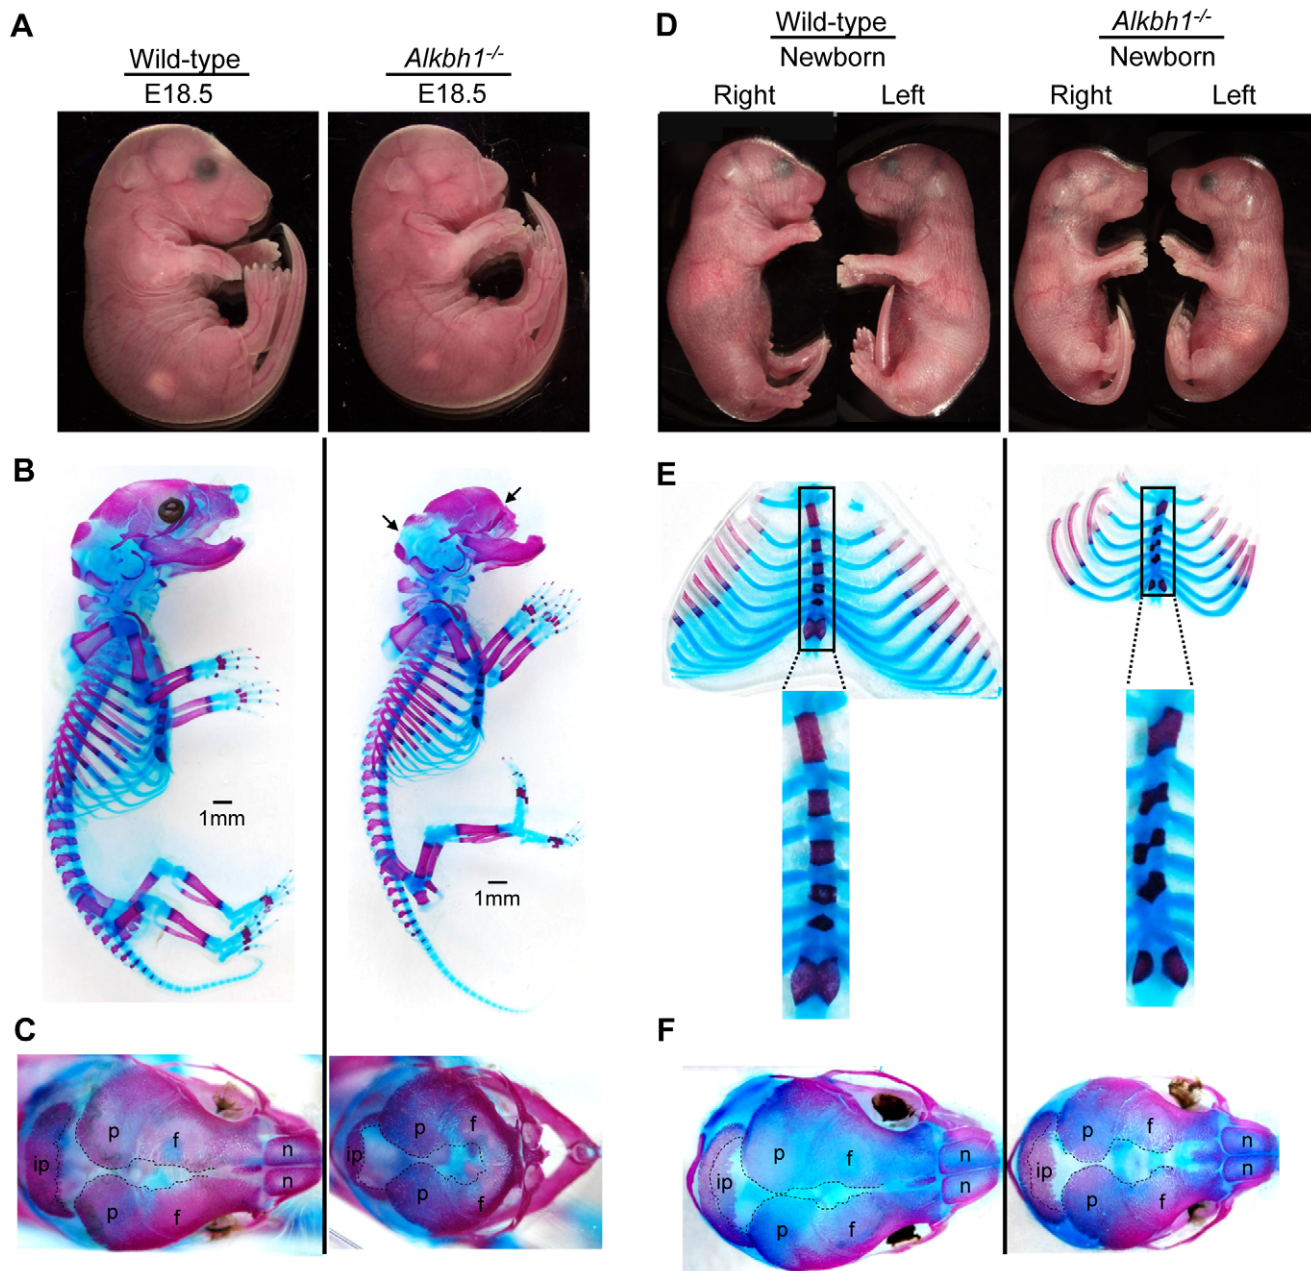 A
Wild-type
E18.5
Alkbh1-/-
E18.5
D
Wild-type
Newborn
Right
Left
Alkbh1-/-
Newborn
Right
Left
B
1mm
1mm
E
C
ip
p
f
n
p
f
n
ip
p
f
p
f
F
ip
p
f
n
p
f
n
ip
p
f
n
p
f
n